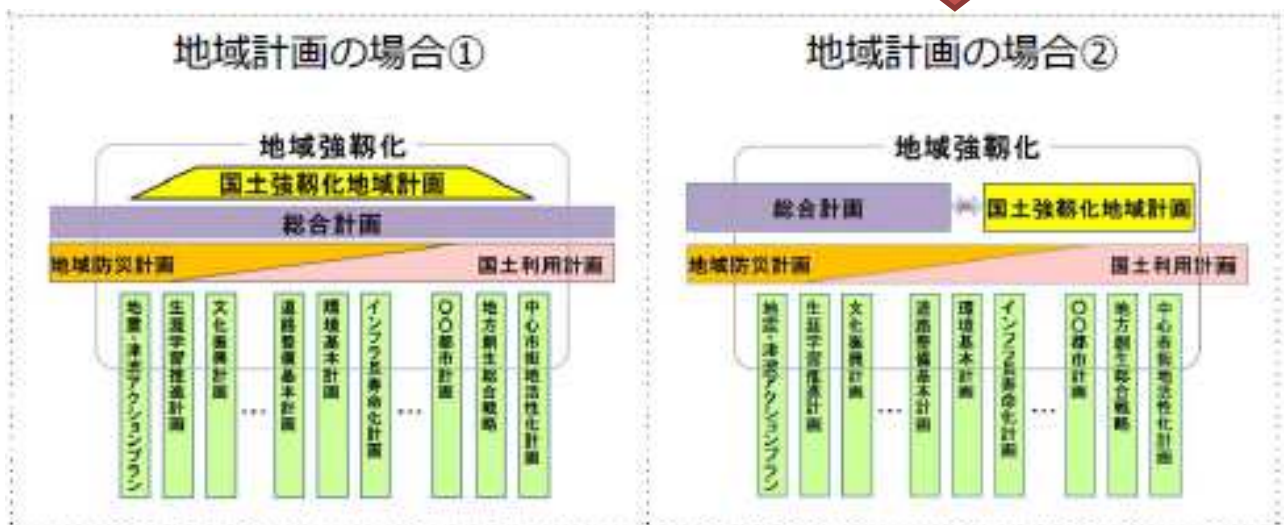 地域計画の場合①
地域強靱化
国土強靱化地域計画
総合計画
地域防災計画
国土利用計画
地震・津波アクションプラン
生涯学習推進計画
文化振興計画
…
道路整備基本計画
環境基本計画
インフラ長寿命化計画
…
〇〇都市計画
地方創生総合戦略
中心市街地活性化計画
地域計画の場合②
地域強靱化
総合計画
国土強靱化地域計画
地域防災計画
国土利用計画
地震・津波アクションプラン
生涯学習推進計画
文化振興計画
…
道路整備基本計画
環境基本計画
インフラ長寿命化計画
…
〇〇都市計画
地方創生総合戦略
中心市街地活性化計画